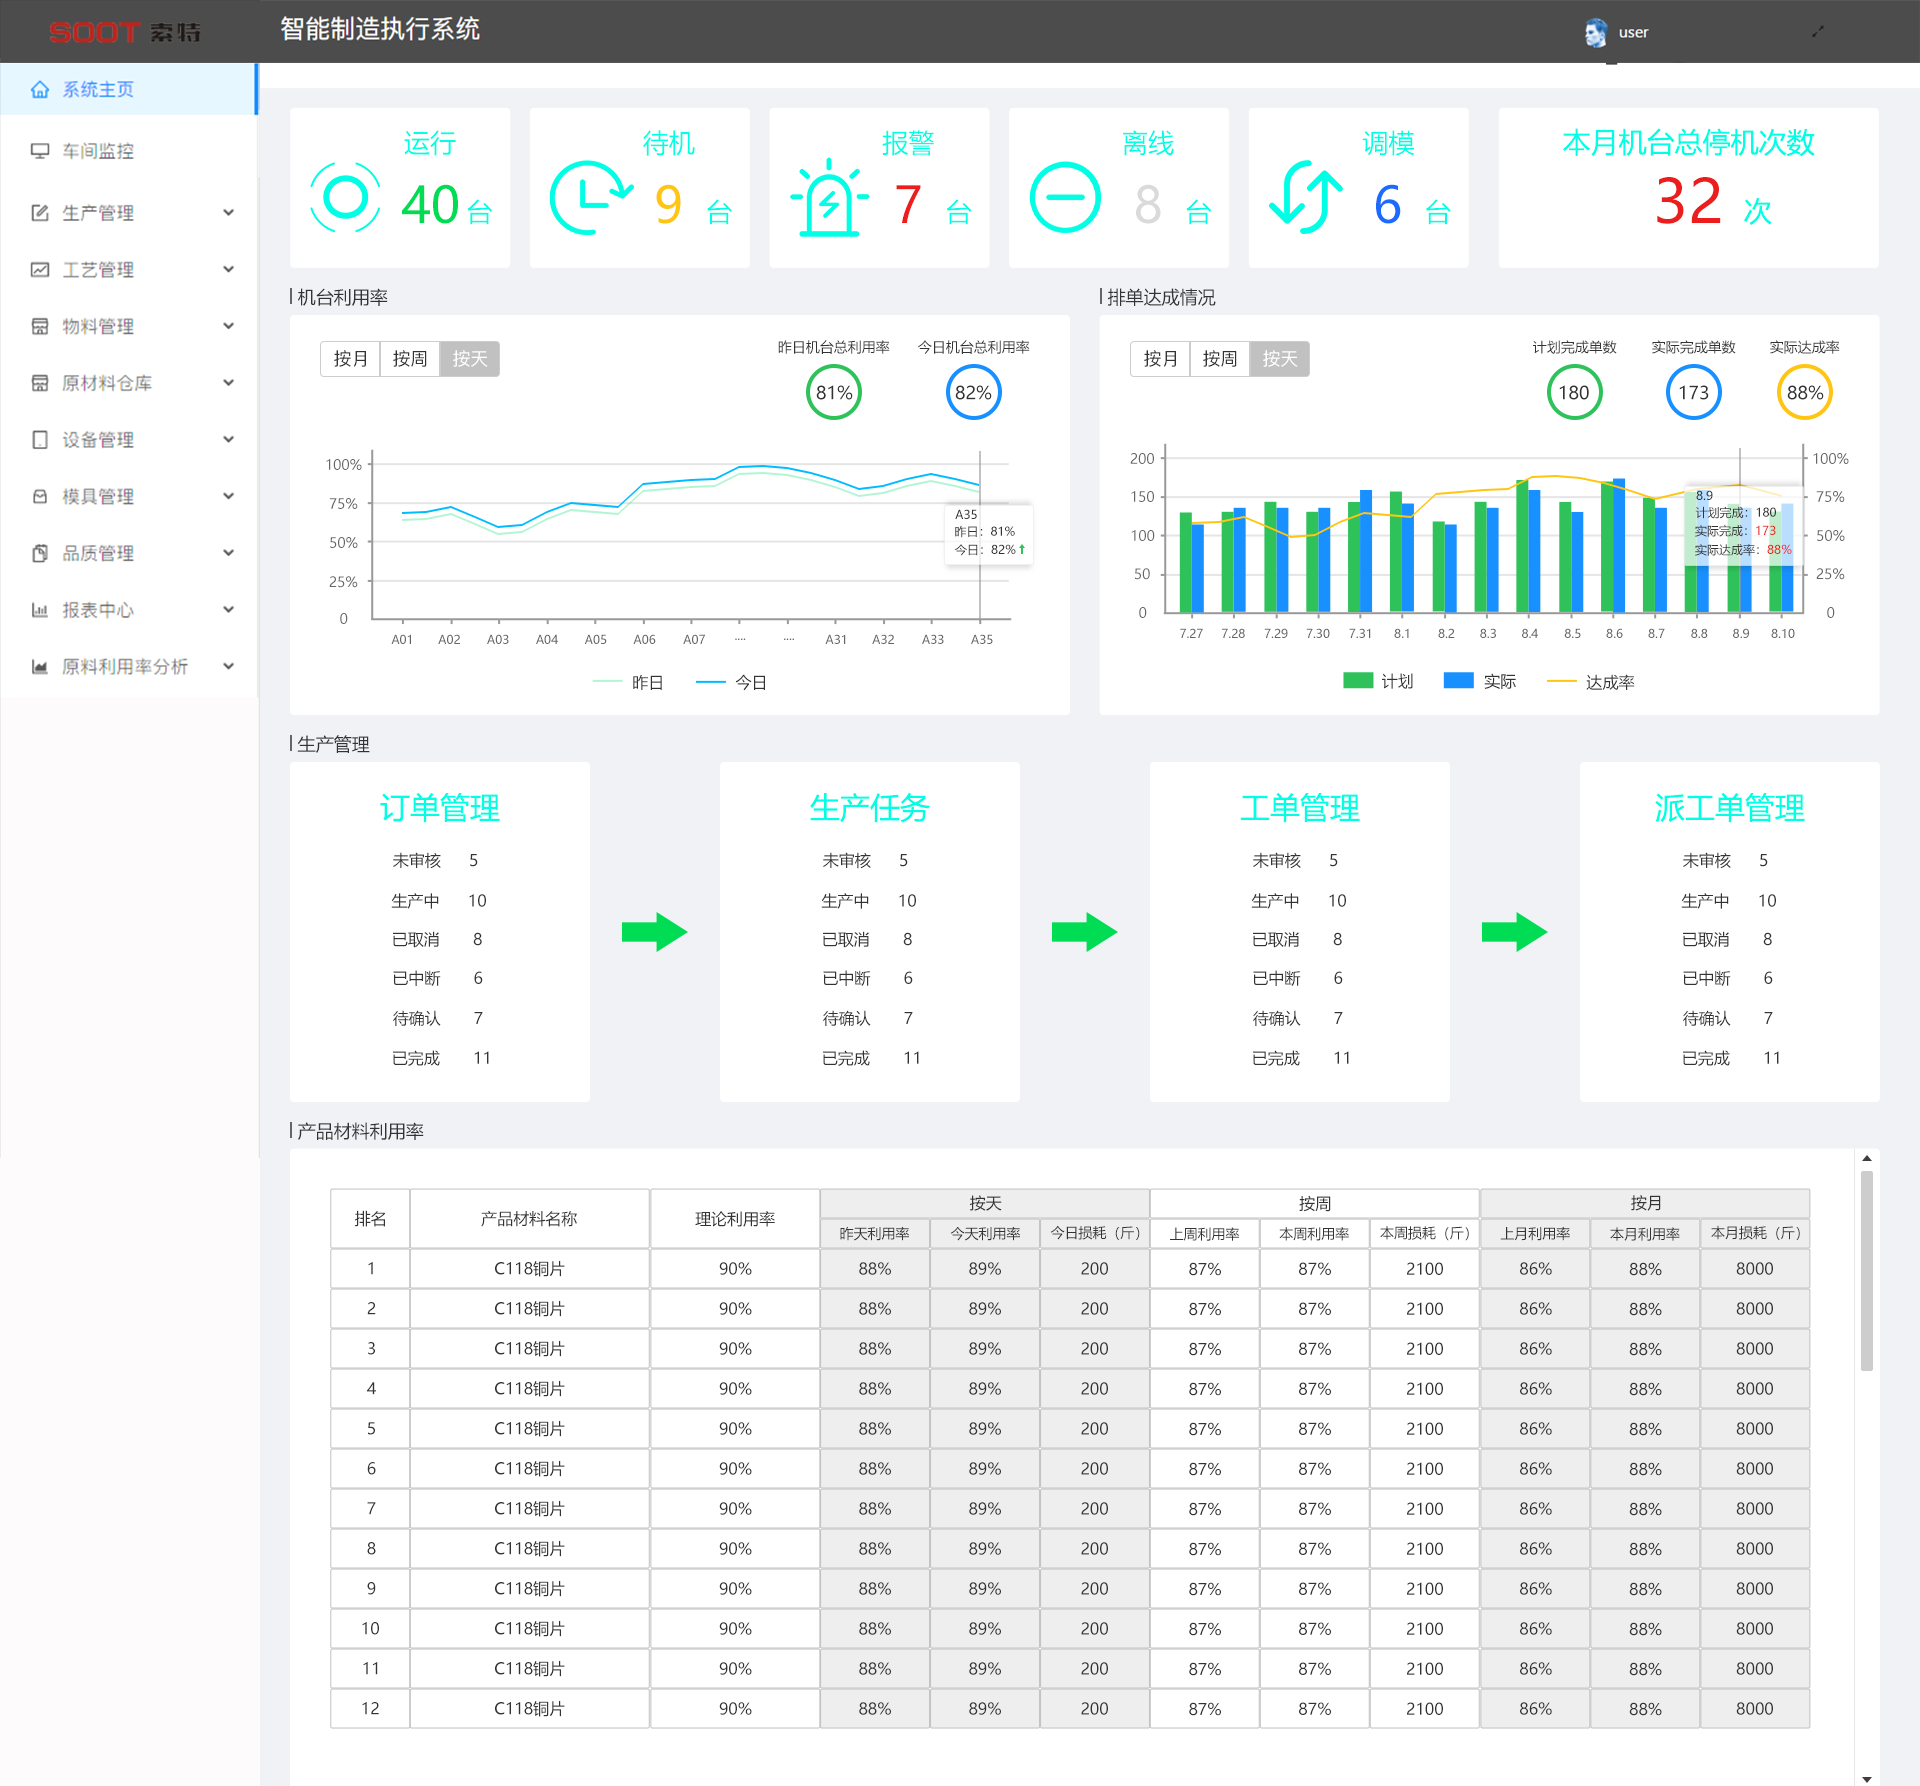 SOOT 索特
智能制造执行系统
user
系统主页
车间监控
生产管理
工艺管理
物料管理
原材料仓库
设备管理
模具管理
品质管理
报表中心
原料利用率分析
运行
40 台
待机
9 台
报警
7 台
离线
8 台
调模
6 台
本月机台总停机次数
32 次
机台利用率
按月 按周 按天
昨日机台总利用率 今日机台总利用率
81% 82%
100%
75%
50%
25%
0
A01 A02 A03 A04 A05 A06 A07 ···· ···· A31 A32 A33 A35
A35
昨日：81%
今日：82%
昨日 今日
排单达成情况
按月 按周 按天
计划完成单数 实际完成单数 实际达成率
180 173 88%
200 100%
150 75%
100 50%
50 25%
0 0
7.27 7.28 7.29 7.30 7.31 8.1 8.2 8.3 8.4 8.5 8.6 8.7 8.8 8.9 8.10
8.9
计划完成：180
实际完成：173
实际达成率：88%
计划 实际 达成率
生产管理
订单管理
未审核 5
生产中 10
已取消 8
已中断 6
待确认 7
已完成 11
生产任务
未审核 5
生产中 10
已取消 8
已中断 6
待确认 7
已完成 11
工单管理
未审核 5
生产中 10
已取消 8
已中断 6
待确认 7
已完成 11
派工单管理
未审核 5
生产中 10
已取消 8
已中断 6
待确认 7
已完成 11
产品材料利用率
排名 产品材料名称 理论利用率 按天 按周 按月
昨天利用率 今天利用率 今日损耗（斤） 上周利用率 本周利用率 本周损耗（斤） 上月利用率 本月利用率 本月损耗（斤）
1 C118铜片 90% 88% 89% 200 87% 87% 2100 86% 88% 8000
2 C118铜片 90% 88% 89% 200 87% 87% 2100 86% 88% 8000
3 C118铜片 90% 88% 89% 200 87% 87% 2100 86% 88% 8000
4 C118铜片 90% 88% 89% 200 87% 87% 2100 86% 88% 8000
5 C118铜片 90% 88% 89% 200 87% 87% 2100 86% 88% 8000
6 C118铜片 90% 88% 89% 200 87% 87% 2100 86% 88% 8000
7 C118铜片 90% 88% 89% 200 87% 87% 2100 86% 88% 8000
8 C118铜片 90% 88% 89% 200 87% 87% 2100 86% 88% 8000
9 C118铜片 90% 88% 89% 200 87% 87% 2100 86% 88% 8000
10 C118铜片 90% 88% 89% 200 87% 87% 2100 86% 88% 8000
11 C118铜片 90% 88% 89% 200 87% 87% 2100 86% 88% 8000
12 C118铜片 90% 88% 89% 200 87% 87% 2100 86% 88% 8000